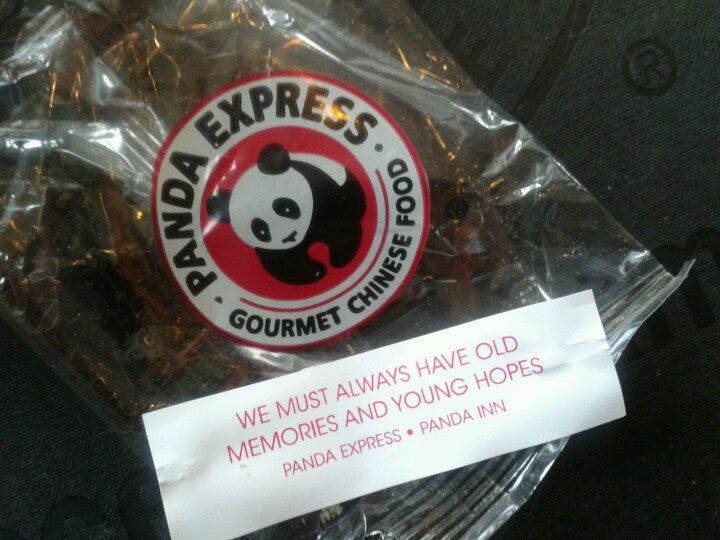 PANDA EXPRESS
GOURMET CHINESE FOOD
®
®
WE MUST ALWAYS HAVE OLD
MEMORIES AND YOUNG HOPES
PANDA EXPRESS • PANDA INN